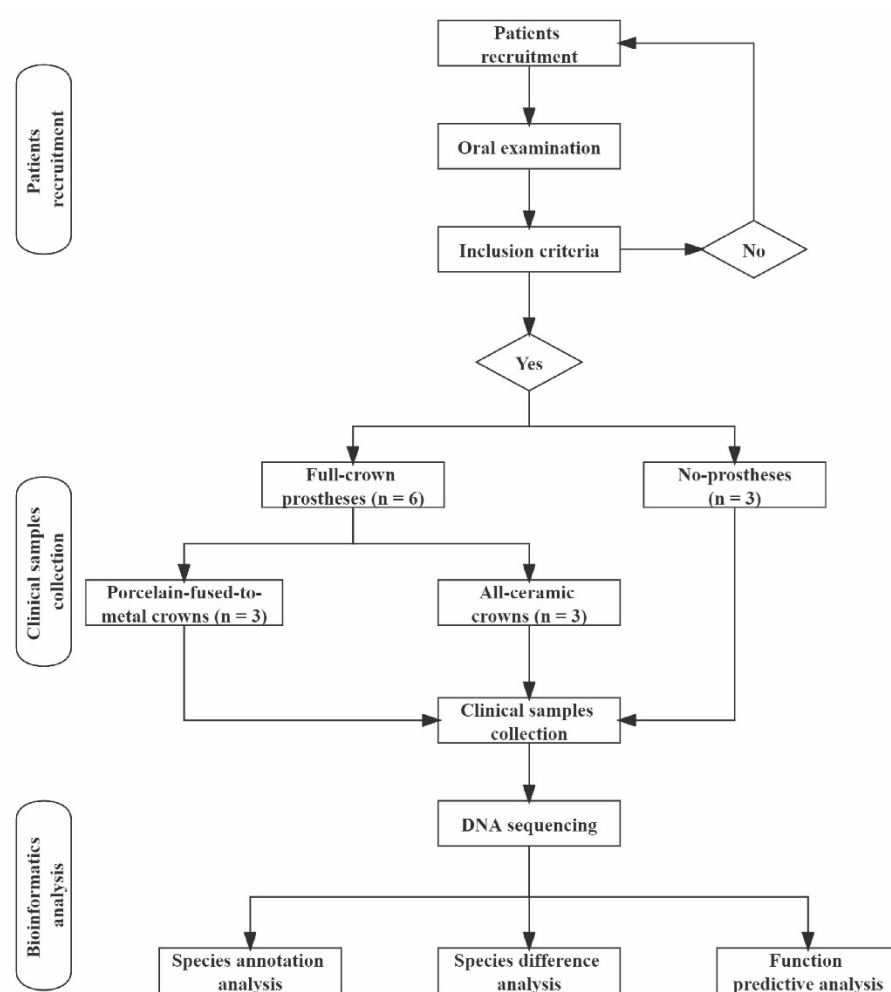 Patients
recruitment
Patients
recruitment
Oral examination
Inclusion criteria
No
Yes
Clinical samples
collection
Full-crown
prostheses (n = 6)
No-prostheses
(n = 3)
Porcelain-fused-to-
metal crowns (n = 3)
All-ceramic
crowns (n = 3)
Clinical samples
collection
Bioinformatics
analysis
DNA sequencing
Species annotation
analysis
Species difference
analysis
Function
predictive analysis